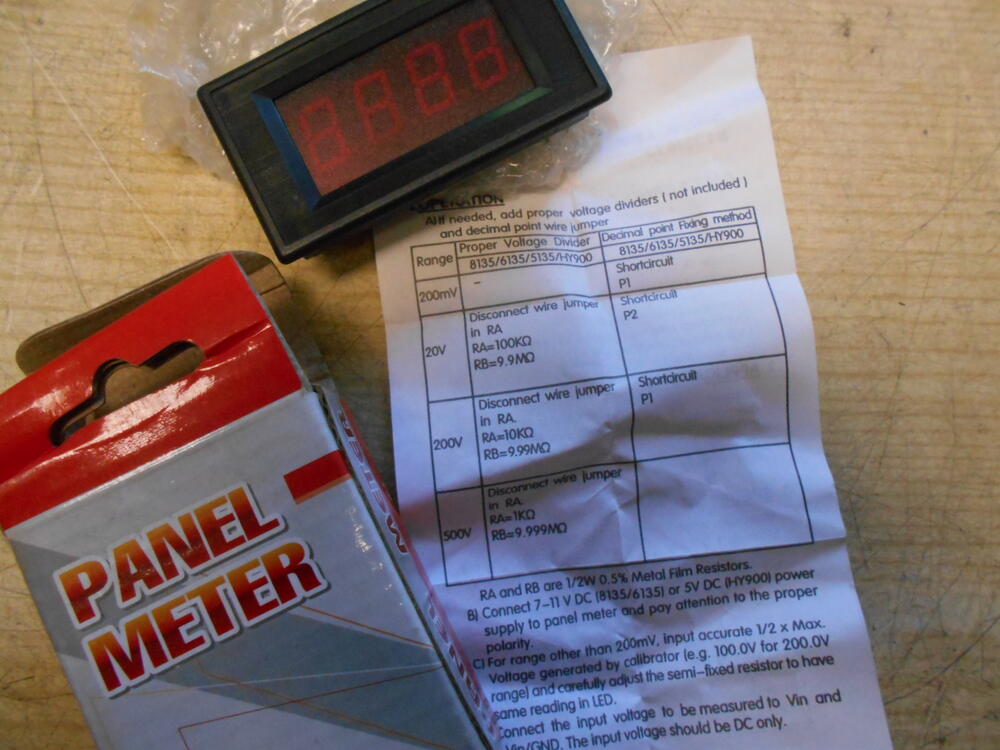 8888
OPERATION
A) If needed, add proper voltage dividers ( not included )
and decimal point wire jumper
Range
Proper Voltage Divider
Decimal point Fixing method
8135/6135/5135/HY900
8135/6135/5135/HY900
200mV
–
Shortcircuit
P1
20V
Disconnect wire jumper
in RA
RA=100KΩ
RB=9.9MΩ
Shortcircuit
P2
200V
Disconnect wire jumper
in RA.
RA=10KΩ
RB=9.99MΩ
Shortcircuit
P1
500V
Disconnect wire jumper
in RA.
RA=1KΩ
RB=9.999MΩ
RA and RB are 1/2W 0.5% Metal Film Resistors.
B) Connect 7–11 V DC (8135/6135) or 5V DC (HY900) power
supply to panel meter and pay attention to the proper
polarity.
C) For range other than 200mV, input accurate 1/2 x Max.
Voltage generated by calibrator (e.g. 100.0V for 200.0V
range) and carefully adjust the semi–fixed resistor to have
same reading in LED.
Connect the input voltage to be measured to Vin and
Vin/GND. The input voltage should be DC only.
PANEL
METER
METER